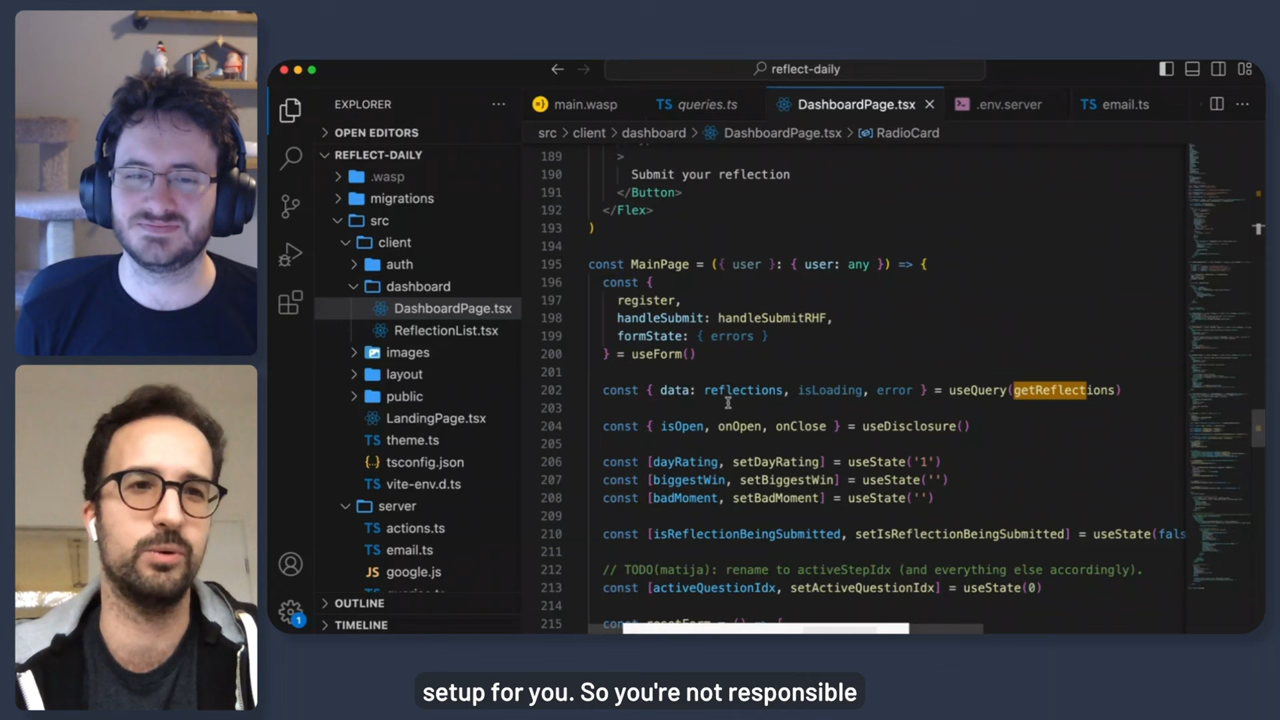 reflect-daily
EXPLORER
OPEN EDITORS
REFLECT-DAILY
.wasp
migrations
src
client
auth
dashboard
DashboardPage.tsx
ReflectionList.tsx
images
layout
public
LandingPage.tsx
theme.ts
tsconfig.json
vite-env.d.ts
server
actions.ts
email.ts
google.js
OUTLINE
TIMELINE
1
main.wasp
TS queries.ts
DashboardPage.tsx
.env.server
TS email.ts
src > client > dashboard > DashboardPage.tsx > RadioCard
189 >
190 Submit your reflection
191 </Button>
192 </Flex>
193 )
194
195 const MainPage = ({ user }: { user: any }) => {
196 const {
197 register,
198 handleSubmit: handleSubmitRHF,
199 formState: { errors }
200 } = useForm()
201
202 const { data: reflections, isLoading, error } = useQuery(getReflections)
203
204 const { isOpen, onOpen, onClose } = useDisclosure()
205
206 const [dayRating, setDayRating] = useState('1')
207 const [biggestWin, setBiggestWin] = useState('')
208 const [badMoment, setBadMoment] = useState('')
209
210 const [isReflectionBeingSubmitted, setIsReflectionBeingSubmitted] = useState(fals
211
212 // TODO(matija): rename to activeStepIdx (and everything else accordingly).
213 const [activeQuestionIdx, setActiveQuestionIdx] = useState(0)
214
215
setup for you. So you're not responsible